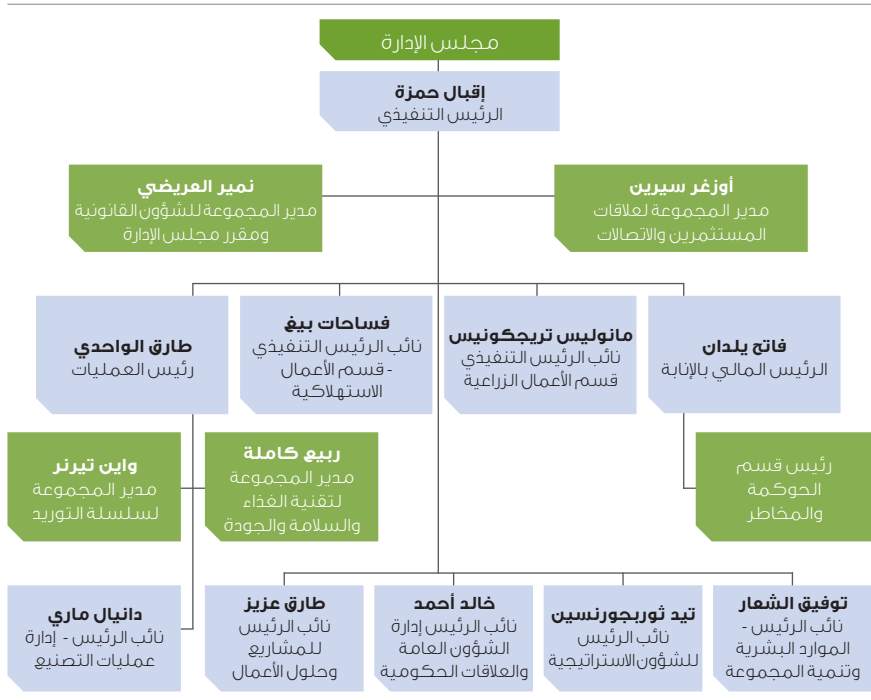 مجلس الإدارة
إقبال حمزة
الرئيس التنفيذي
أوزغر سيرين
مدير المجموعة لعلاقات
المستثمرين والاتصالات
نمير العريضي
مدير المجموعة للشؤون القانونية
ومقرر مجلس الإدارة
فاتح يلدان
الرئيس المالي بالإنابة
مانوليس تريجكونيس
نائب الرئيس التنفيذي
قسم الأعمال الزراعية
فساحات بيغ
نائب الرئيس التنفيذي
- قسم الأعمال
الاستهلاكية
طارق الواحدي
رئيس العمليات
رئيس قسم
الحوكمة
والمخاطر
ربيع كاملة
مدير المجموعة
لتقنية الغذاء
والسلامة والجودة
واين تيرنر
مدير المجموعة
لسلسلة التوريد
توفيق الشعار
نائب الرئيس -
الموارد البشرية
وتنمية المجموعة
تيد ثوربجورنسين
نائب الرئيس
للشؤون الاستراتيجية
خالد أحمد
نائب الرئيس إدارة
الشؤون العامة
والعلاقات الحكومية
طارق عزيز
نائب الرئيس
للمشاريع
وحلول الأعمال
دانيال ماري
نائب الرئيس - إدارة
عمليات التصنيع